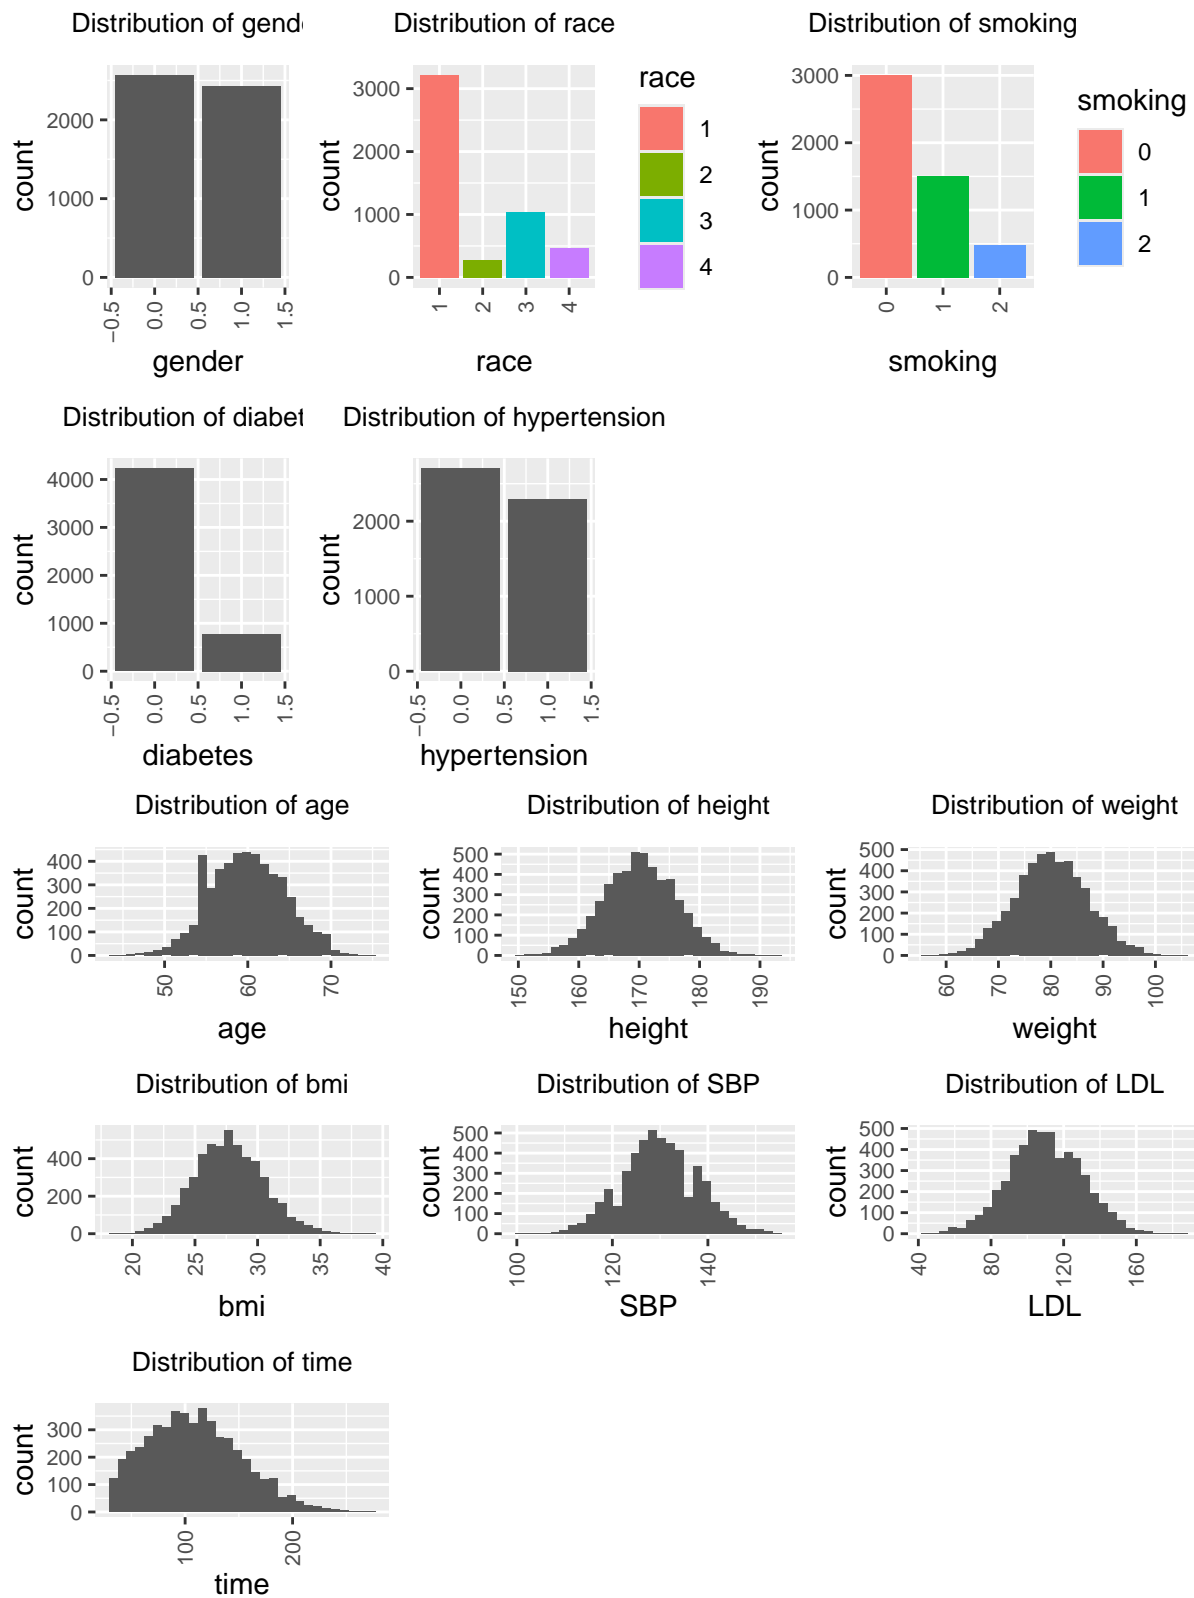 Distribution of gend
count
2000
1000
0
−0.5
0.0
0.5
1.0
1.5
gender
Distribution of race
count
3000
2000
1000
0
1
2
3
4
race
race
1
2
3
4
Distribution of smoking
count
3000
2000
1000
0
0
1
2
smoking
smoking
0
1
2
Distribution of diabet
count
4000
3000
2000
1000
0
−0.5
0.0
0.5
1.0
1.5
diabetes
Distribution of hypertension
count
2000
1000
0
−0.5
0.0
0.5
1.0
1.5
hypertension
Distribution of age
count
400
300
200
100
0
50
60
70
age
Distribution of height
count
500
400
300
200
100
0
150
160
170
180
190
height
Distribution of weight
count
500
400
300
200
100
0
60
70
80
90
100
weight
Distribution of bmi
count
400
200
0
20
25
30
35
40
bmi
Distribution of SBP
count
500
400
300
200
100
0
100
120
140
SBP
Distribution of LDL
count
500
400
300
200
100
0
40
80
120
160
LDL
Distribution of time
count
300
200
100
0
100
200
time